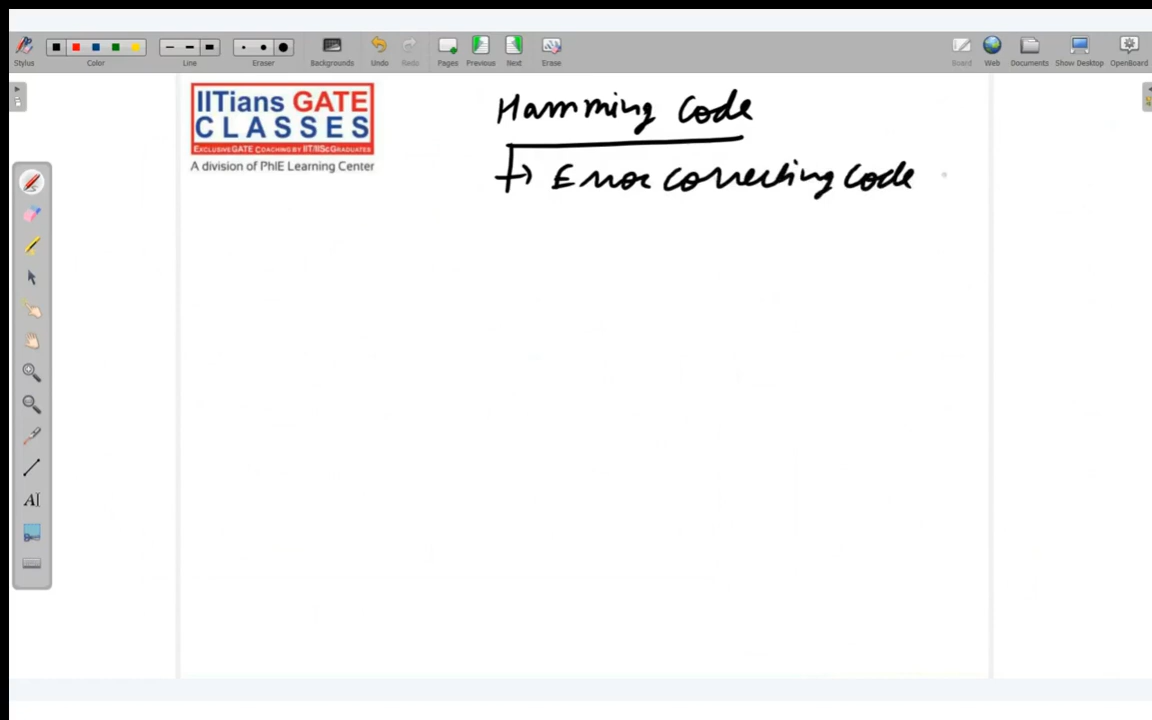 Stylus
Color
Line
Eraser
Backgrounds
Undo
Redo
Pages
Previous
Next
Erase
Board
Web
Documents
Show Desktop
OpenBoard
IITians GATE
CLASSES
EXCLUSIVE GATE COACHING BY IIT/IISC GRADUATES
A division of PhIE Learning Center
Hamming Code
→ Error correcting code
AI